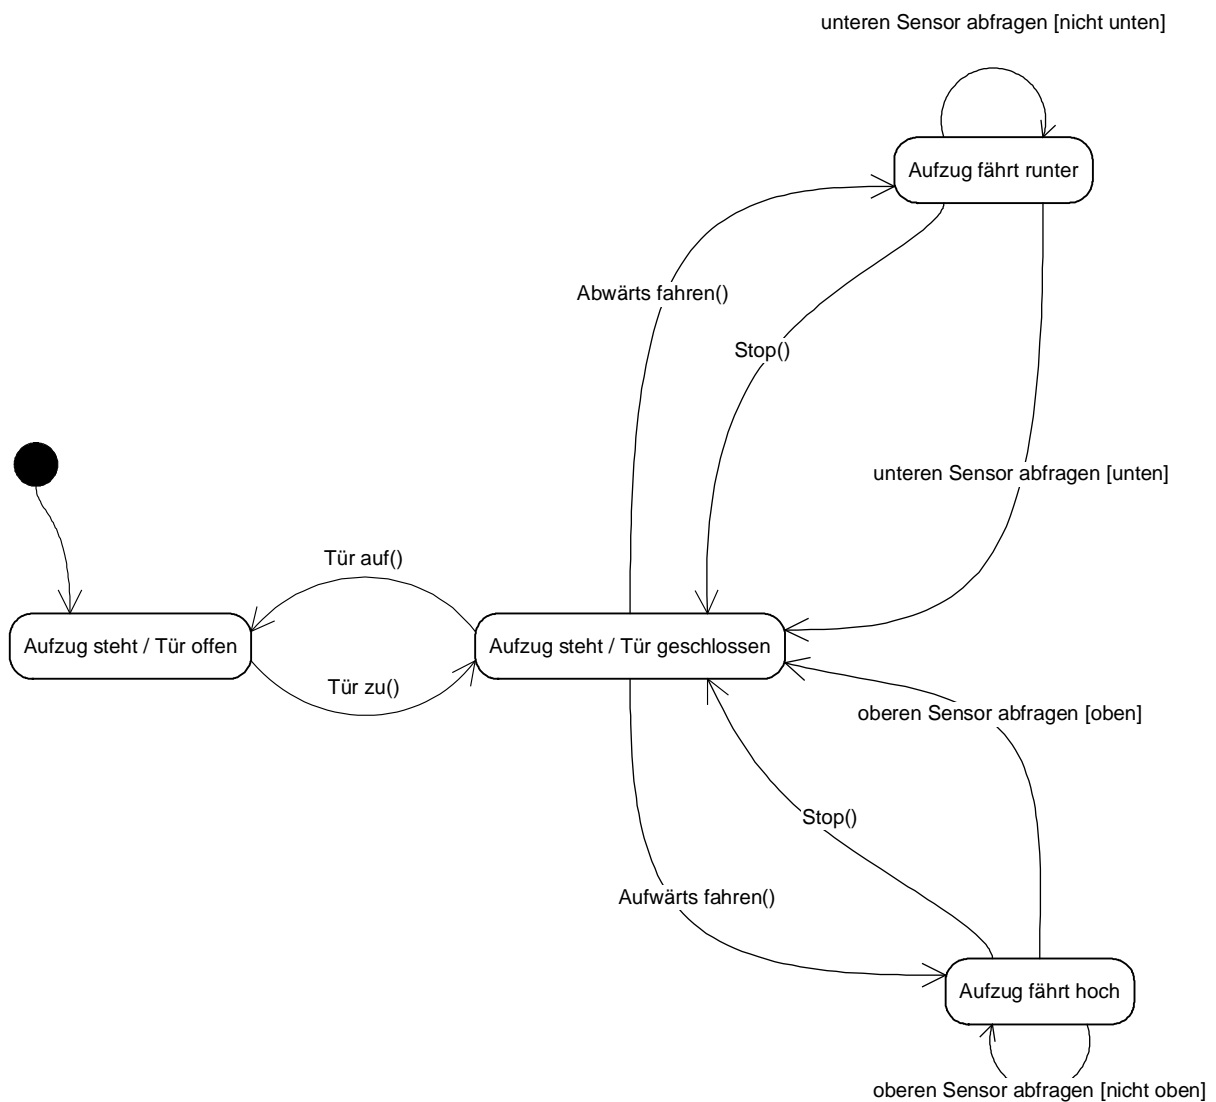 unteren Sensor abfragen [nicht unten]
Aufzug fährt runter
Abwärts fahren()
Stop()
unteren Sensor abfragen [unten]
Tür auf()
Aufzug steht / Tür offen
Aufzug steht / Tür geschlossen
Tür zu()
oberen Sensor abfragen [oben]
Stop()
Aufwärts fahren()
Aufzug fährt hoch
oberen Sensor abfragen [nicht oben]